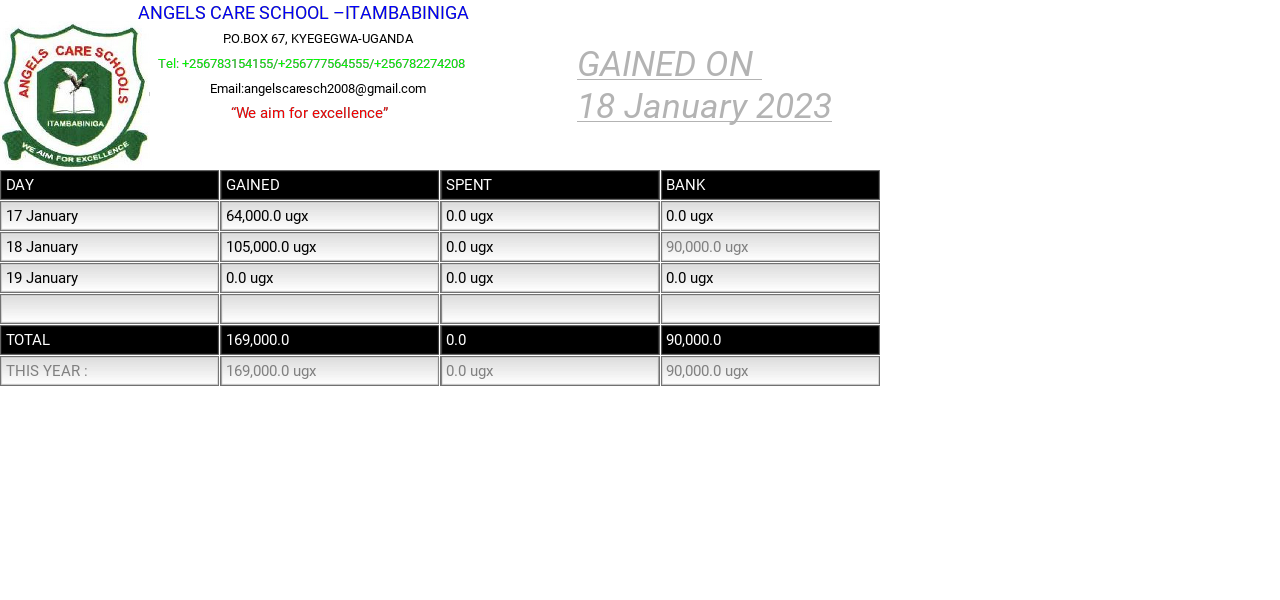 ANGELS CARE SCHOOL –ITAMBABINIGA
P.O.BOX 67, KYEGEGWA-UGANDA
Tel: +256783154155/+256777564555/+256782274208
Email:angelscaresch2008@gmail.com
“We aim for excellence”
ANGELS CARE SCHOOLS
ITAMBABINIGA
WE AIM FOR EXCELLENCE
GAINED ON
18 January 2023
DAY GAINED SPENT BANK
17 January 64,000.0 ugx 0.0 ugx 0.0 ugx
18 January 105,000.0 ugx 0.0 ugx 90,000.0 ugx
19 January 0.0 ugx 0.0 ugx 0.0 ugx
TOTAL 169,000.0 0.0 90,000.0
THIS YEAR : 169,000.0 ugx 0.0 ugx 90,000.0 ugx